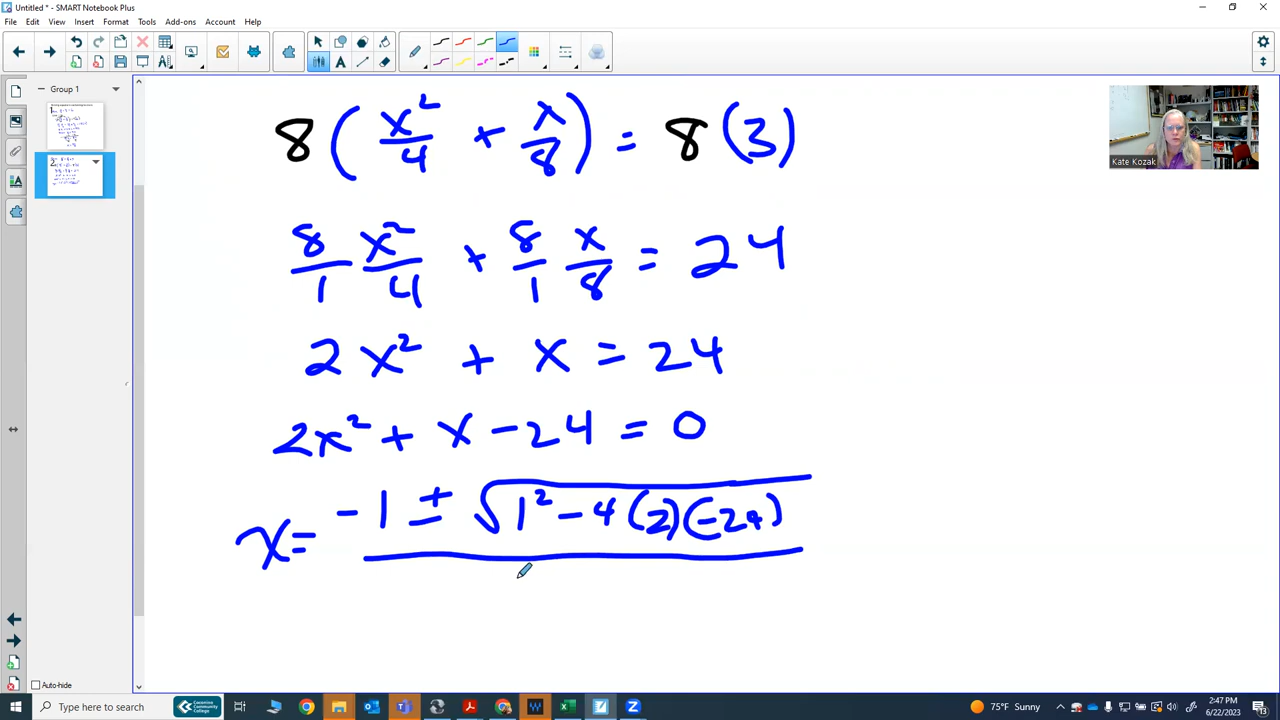 Untitled * - SMART Notebook Plus
File Edit View Insert Format Tools Add-ons Account Help
Group 1
Kate Kozak
8 ( x²/4 + x/8 ) = 8 (3)
8/1 x²/4 + 8/1 x/8 = 24
2x² + x = 24
2x² + x - 24 = 0
x = -1 ± √1² - 4(2)(-24)
Auto-hide
Type here to search
75°F Sunny
2:47 PM
6/22/2023